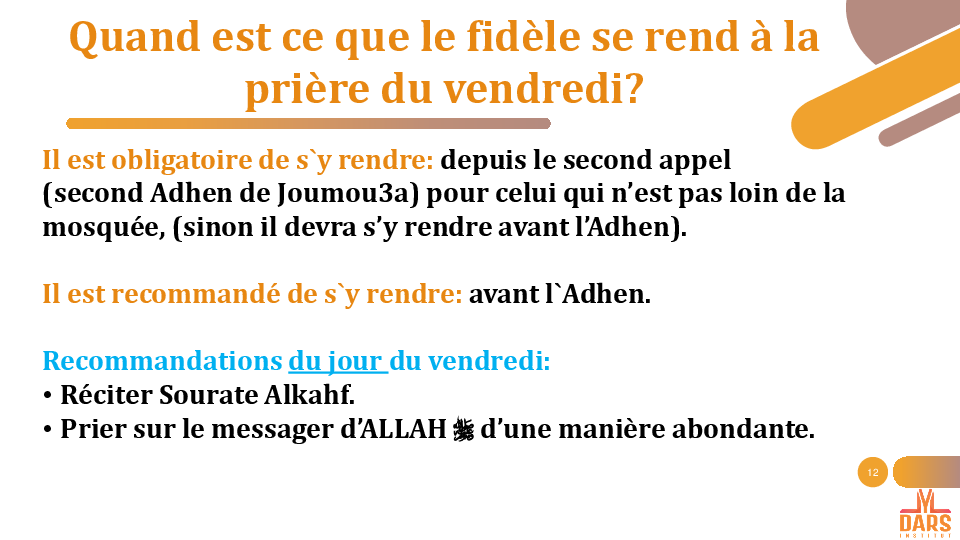 Quand est ce que le fidèle se rend à la
prière du vendredi?
Il est obligatoire de s`y rendre: depuis le second appel
(second Adhen de Joumou3a) pour celui qui n’est pas loin de la
mosquée, (sinon il devra s’y rendre avant l’Adhen).
Il est recommandé de s`y rendre: avant l`Adhen.
Recommandations du jour du vendredi:
• Réciter Sourate Alkahf.
• Prier sur le messager d’ALLAH ﷺ d’une manière abondante.
12
DARS
INSTITUT